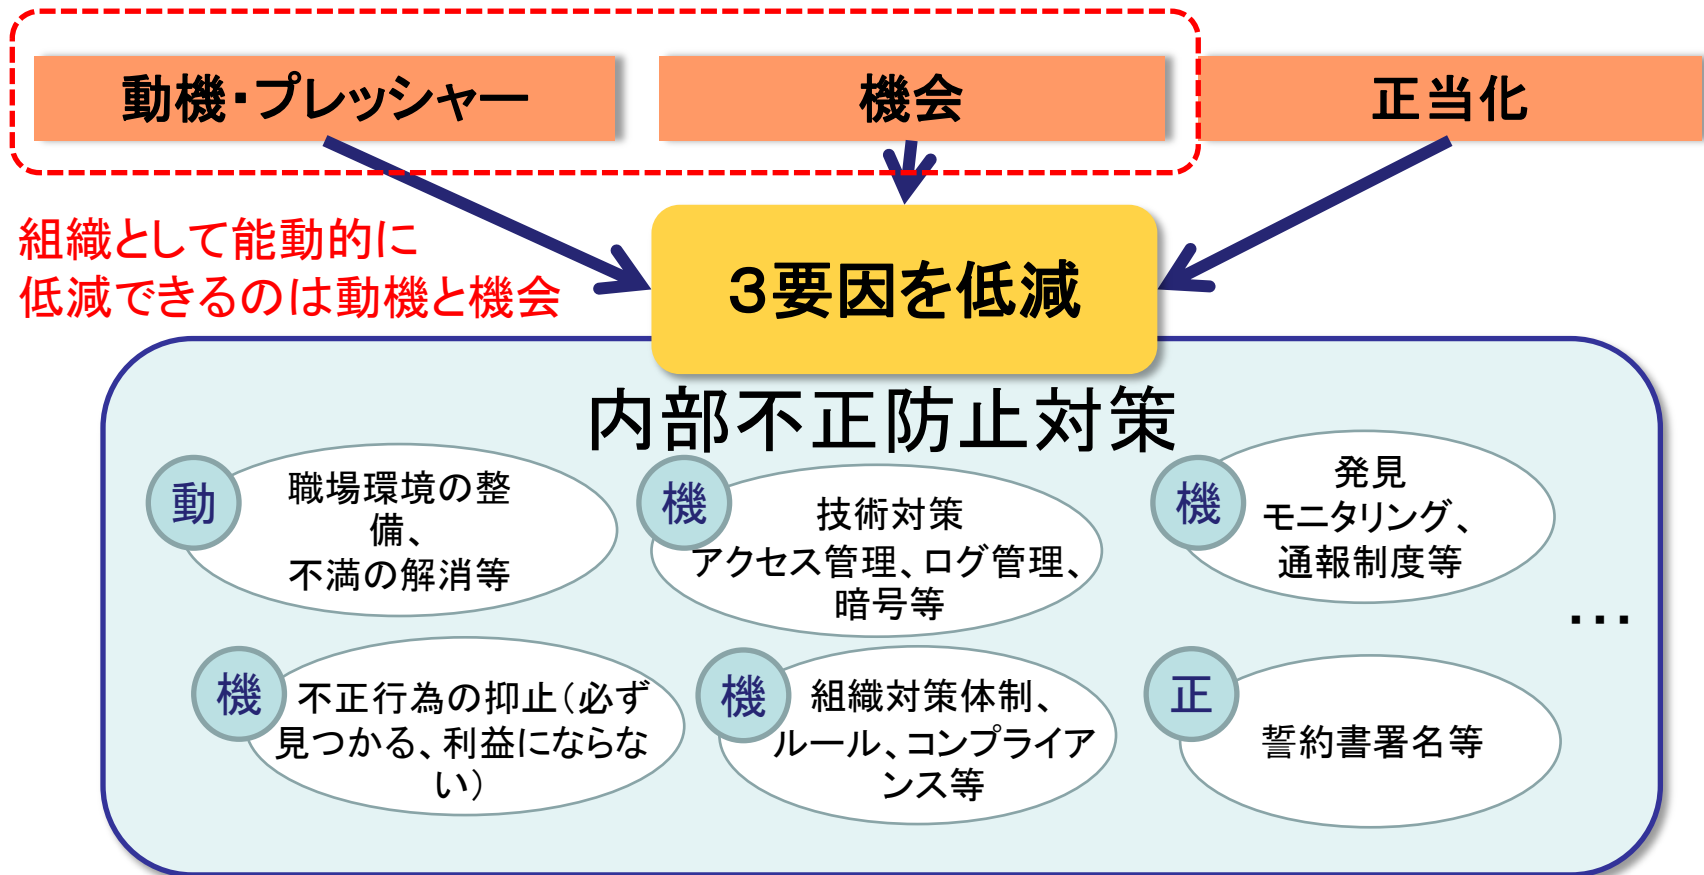 動機・プレッシャー
機会
正当化
組織として能動的に
低減できるのは動機と機会
３要因を低減
内部不正防止対策
動
職場環境の整
備、
不満の解消等
機
技術対策
アクセス管理、ログ管理、
暗号等
機
発見
モニタリング、
通報制度等
…
機
不正行為の抑止（必ず
見つかる、利益にならな
い）
機
組織対策体制、
ルール、コンプライア
ンス等
正
誓約書署名等